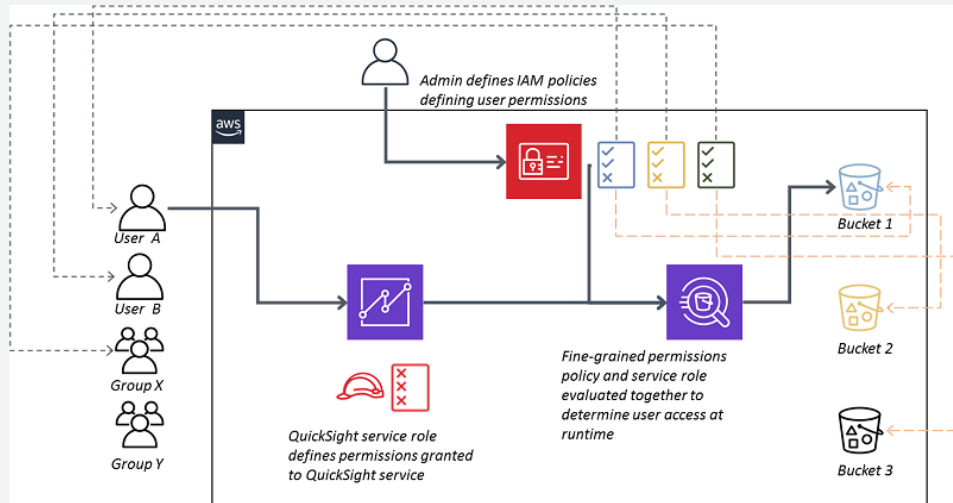 Admin defines IAM policies
defining user permissions
aws
User A
User B
Group X
Group Y
Bucket 1
Bucket 2
Bucket 3
QuickSight service role
defines permissions granted
to QuickSight service
Fine-grained permissions
policy and service role
evaluated together to
determine user access at
runtime